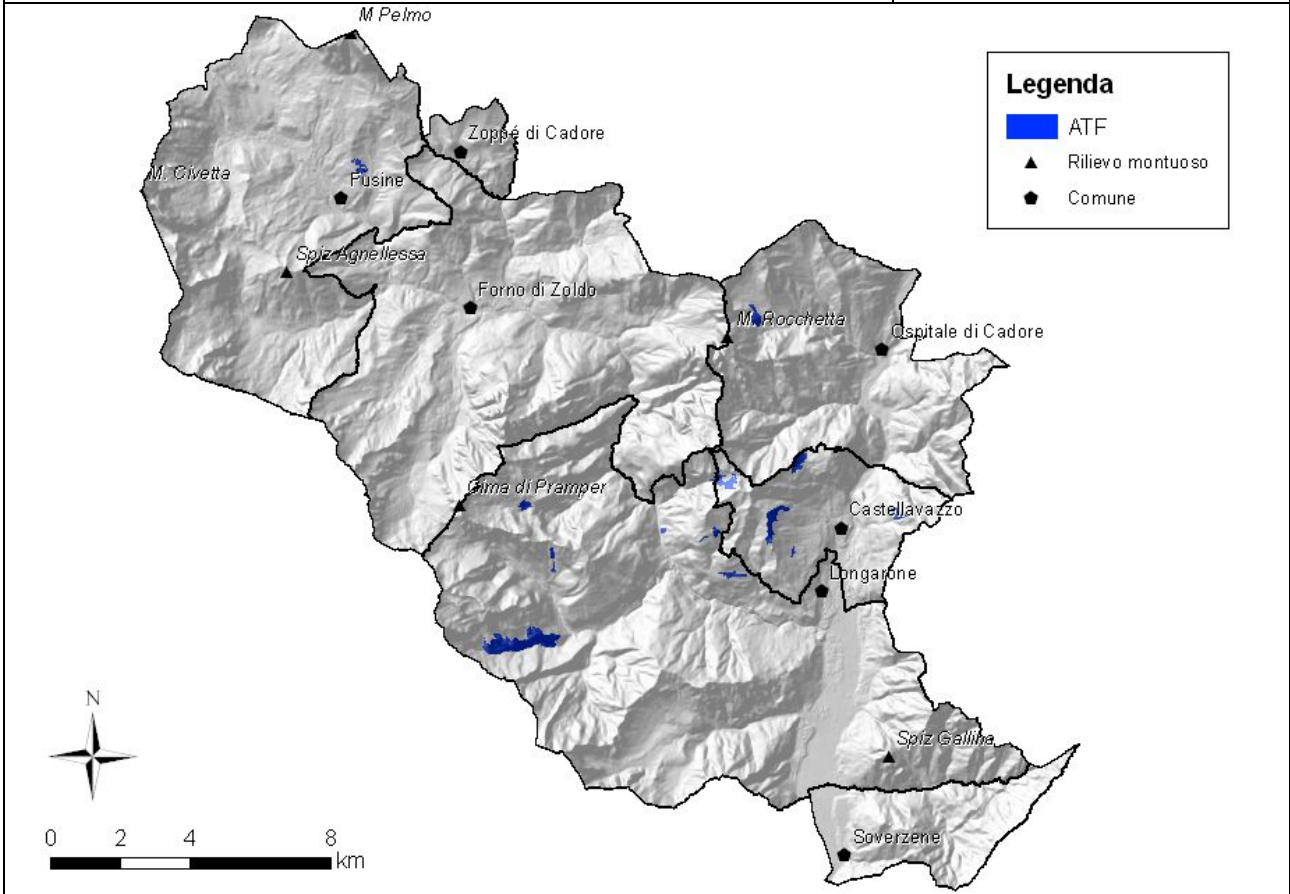 M Pelmo
Legenda
ATF
Rilievo montuoso
Comune
Zoppé di Cadore
M. Civetta
Fusine
Spiz Agnellessa
Forno di Zoldo
M. Rocchetta
Ospitale di Cadore
Cima di Pramper
Castellavazzo
Longarone
N
Spiz Gallina
Soverzene
0 2 4 8
km